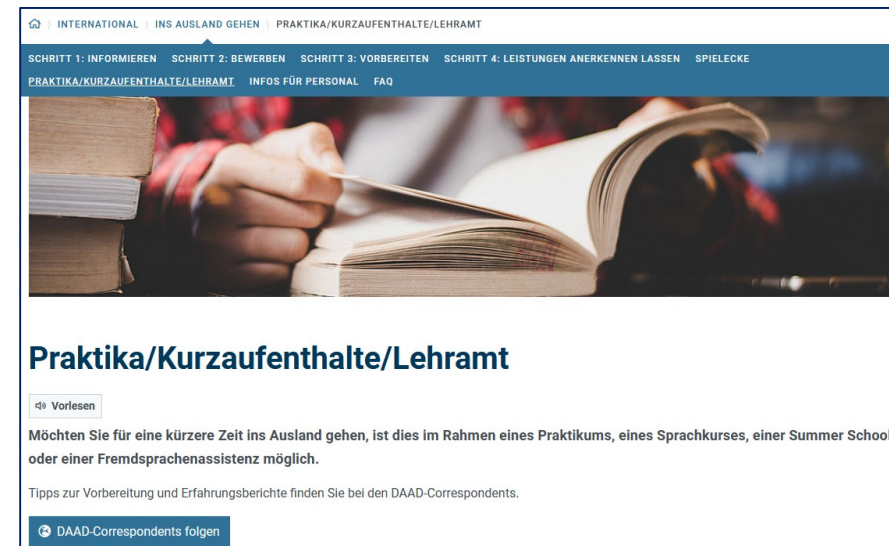 INTERNATIONAL INS AUSLAND GEHEN PRAKTIKA/KURZAUFENTHALTE/LEHRAMT
SCHRITT 1: INFORMIEREN SCHRITT 2: BEWERBEN SCHRITT 3: VORBEREITEN SCHRITT 4: LEISTUNGEN ANERKENNEN LASSEN SPIELECKE
PRAKTIKA/KURZAUFENTHALTE/LEHRAMT INFOS FÜR PERSONAL FAQ
Praktika/Kurzaufenthalte/Lehramt
Vorlesen
Möchten Sie für eine kürzere Zeit ins Ausland gehen, ist dies im Rahmen eines Praktikums, eines Sprachkurses, einer Summer School
oder einer Fremdsprachenassistenz möglich.
Tipps zur Vorbereitung und Erfahrungsberichte finden Sie bei den DAAD-Correspondents.
DAAD-Correspondents folgen